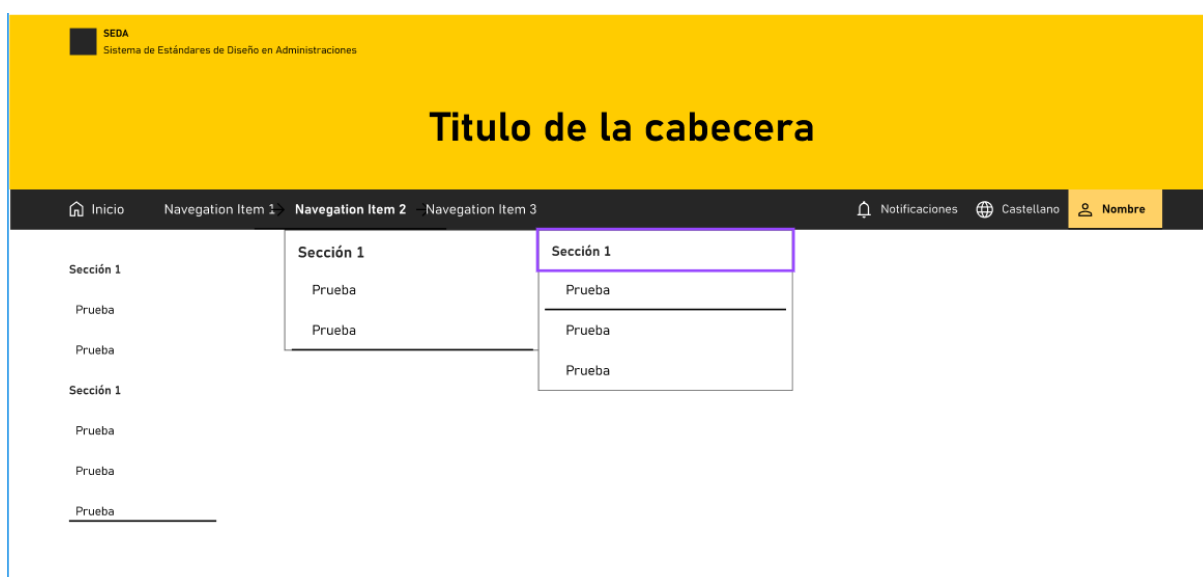 SEDA
Sistema de Estándares de Diseño en Administraciones
Titulo de la cabecera
Inicio
Navegation Item 1
Navegation Item 2
Navegation Item 3
Notificaciones
Castellano
Nombre
Sección 1
Prueba
Prueba
Sección 1
Prueba
Prueba
Prueba
Sección 1
Prueba
Prueba
Sección 1
Prueba
Prueba
Prueba